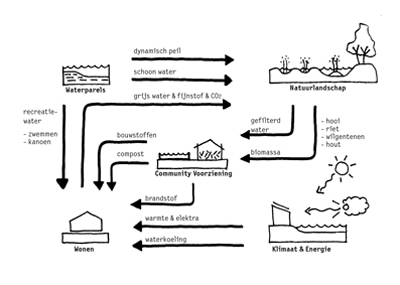 dynamisch peil
schoon water
Waterparels
Natuurlandschap
grijs water & fijnstof & CO2
recreatie-
water
- zwemmen
- kanoen
bouwstoffen
compost
gefilterd
water
biomassa
- hooi
- riet
- wilgentenen
- hout
Community Voorziening
brandstof
warmte & elektra
waterkoeling
Wonen
Klimaat & Energie